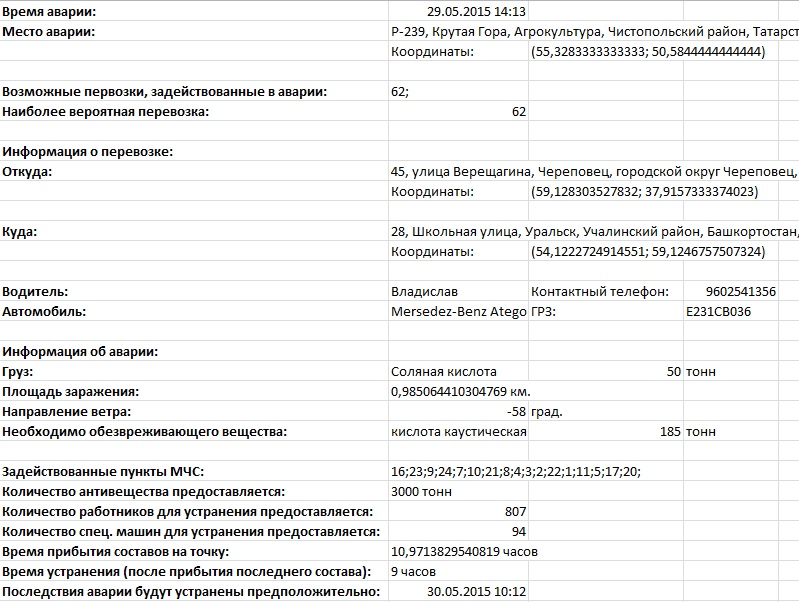 Время аварии: 29.05.2015 14:13
Место аварии: Р-239, Крутая Гора, Агрокультура, Чистопольский район, Татарст
Координаты: (55,3283333333333; 50,5844444444444)
Возможные первозки, задействованные в аварии: 62;
Наиболее вероятная перевозка: 62
Информация о перевозке:
Откуда: 45, улица Верещагина, Череповец, городской округ Череповец,
Координаты: (59,128303527832; 37,9157333374023)
Куда: 28, Школьная улица, Уральск, Учалинский район, Башкортостан,
Координаты: (54,1222724914551; 59,1246757507324)
Водитель: Владислав Контактный телефон: 9602541356
Автомобиль: Mersedez-Benz Atego ГРЗ: Е231СВ036
Информация об аварии:
Груз: Соляная кислота 50 тонн
Площадь заражения: 0,985064410304769 км.
Направление ветра: -58 град.
Необходимо обезвреживающего вещества: кислота каустическая 185 тонн
Задействованные пункты МЧС: 16;23;9;24;7;10;21;8;4;3;2;22;1;11;5;17;20;
Количество антивещества предоставляется: 3000 тонн
Количество работников для устранения предоставляется: 807
Количество спец. машин для устранения предоставляется: 94
Время прибытия составов на точку: 10,9713829540819 часов
Время устранения (после прибытия последнего состава): 9 часов
Последствия аварии будут устранены предположительно: 30.05.2015 10:12